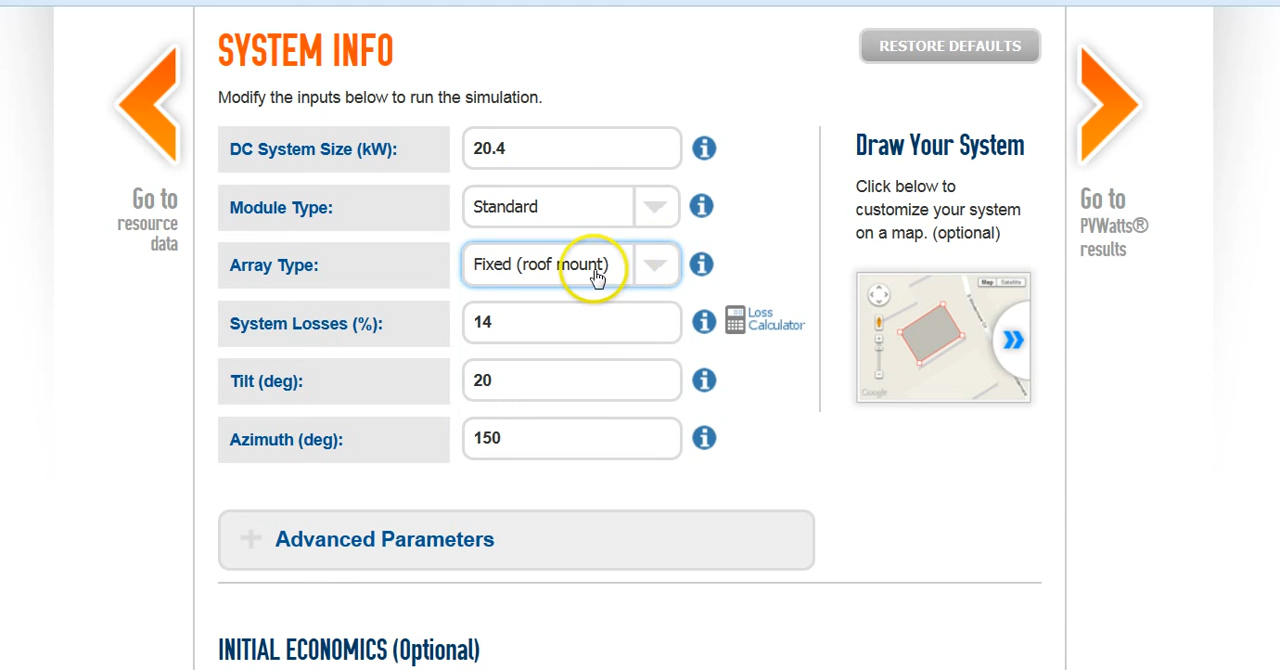 SYSTEM INFO
RESTORE DEFAULTS
Modify the inputs below to run the simulation.
Go to
resource
data
DC System Size (kW): 20.4
Module Type: Standard
Array Type: Fixed (roof mount)
System Losses (%): 14
Loss
Calculator
Tilt (deg): 20
Azimuth (deg): 150
Draw Your System
Click below to
customize your system
on a map. (optional)
Map Satellite
Google
Go to
PVWatts®
results
Advanced Parameters
INITIAL ECONOMICS (Optional)